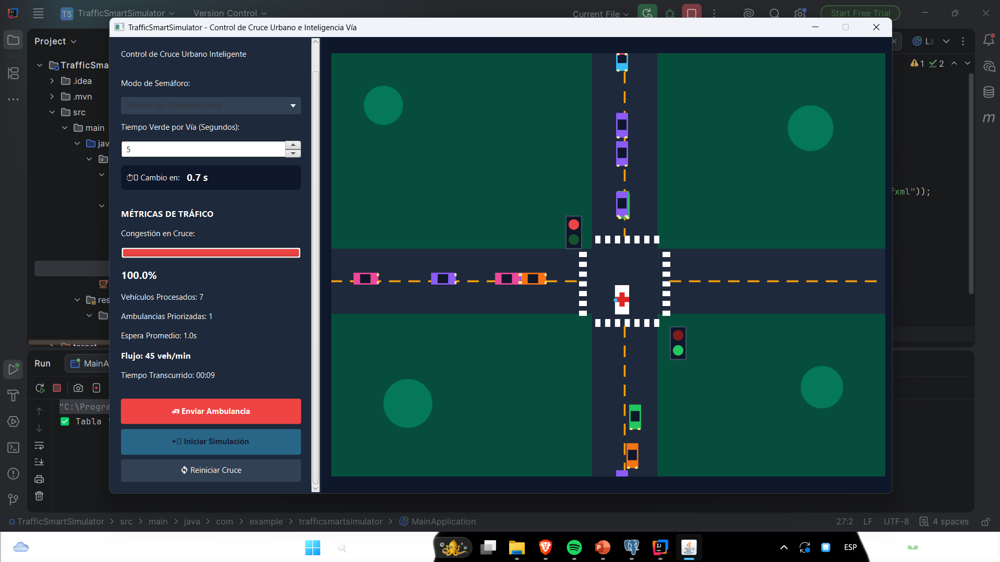 TS TrafficSmartSimulator
Version Control
Current File
Start Free Trial
TrafficSmartSimulator - Control de Cruce Urbano e Inteligencia Vía
Project
TrafficSma
.idea
.mvn
src
main
jav
res
target
Control de Cruce Urbano Inteligente
Modo de Semáforo:
Tiempo Fijo (Personalizado)
Tiempo Verde por Vía (Segundos):
5
Cambio en: 0.7 s
MÉTRICAS DE TRÁFICO
Congestión en Cruce:
100.0%
Vehículos Procesados: 7
Ambulancias Priorizadas: 1
Espera Promedio: 1.0s
Flujo: 45 veh/min
Tiempo Transcurrido: 00:09
Enviar Ambulancia
Iniciar Simulación
Reiniciar Cruce
La
1 2
fxml"));
m
Run
MainA
"C:\Progra
Tabla
TrafficSmartSimulator > src > main > java > com > example > trafficsmartsimulator > MainApplication
27:2 LF UTF-8 4 spaces
ESP